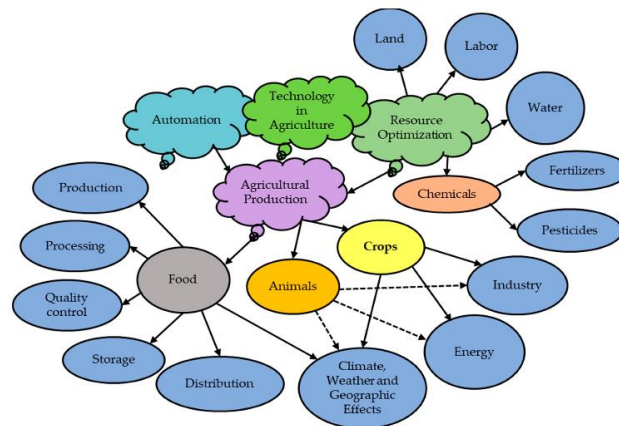 Land
Labor
Automation
Technology
in
Agriculture
Resource
Optimization
Water
Production
Agricultural
Production
Chemicals
Fertilizers
Pesticides
Processing
Crops
Food
Animals
Industry
Quality
control
Storage
Distribution
Climate,
Weather and
Geographic
Effects
Energy